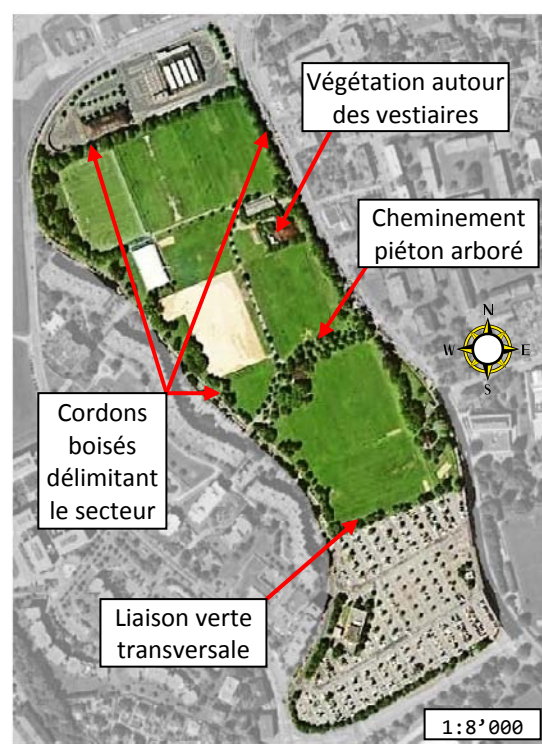 Végétation autour
des vestiaires
Cheminement
piéton arboré
N
W
E
S
Cordons
boisés
délimitant
le secteur
Liaison verte
transversale
1:8’000